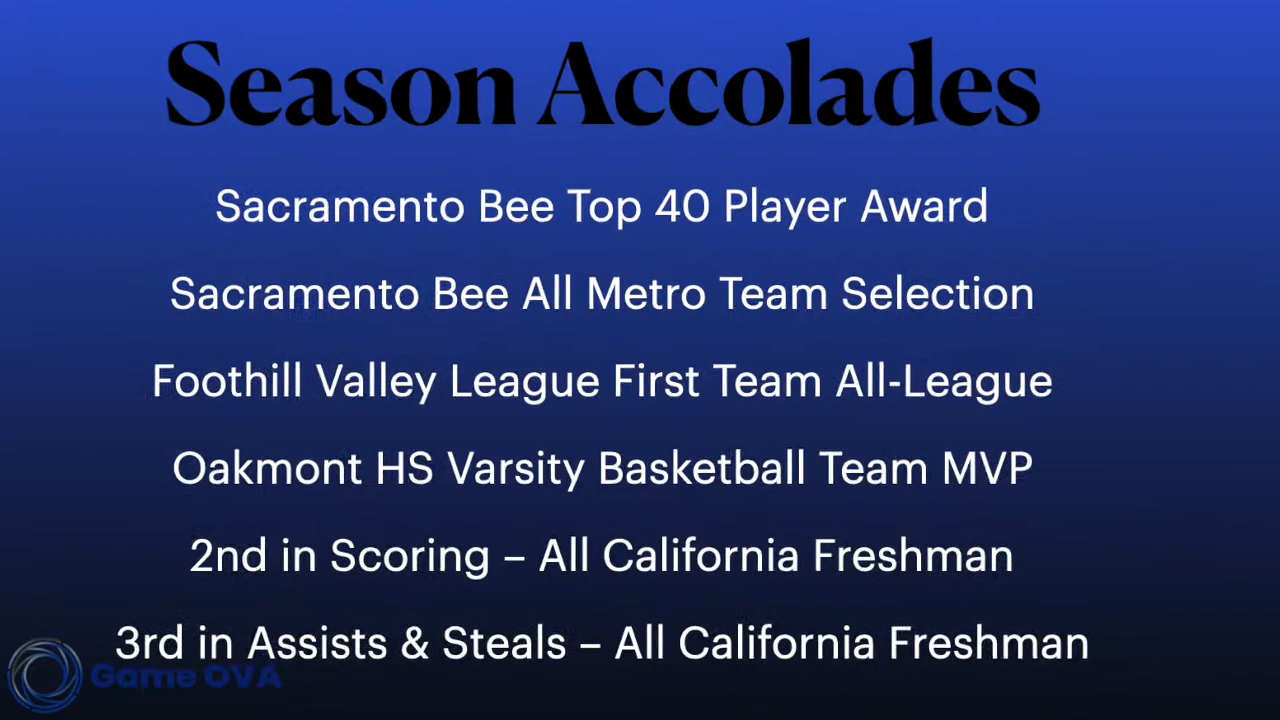 Season Accolades
Sacramento Bee Top 40 Player Award
Sacramento Bee All Metro Team Selection
Foothill Valley League First Team All-League
Oakmont HS Varsity Basketball Team MVP
2nd in Scoring – All California Freshman
3rd in Assists & Steals – All California Freshman
Game OVA